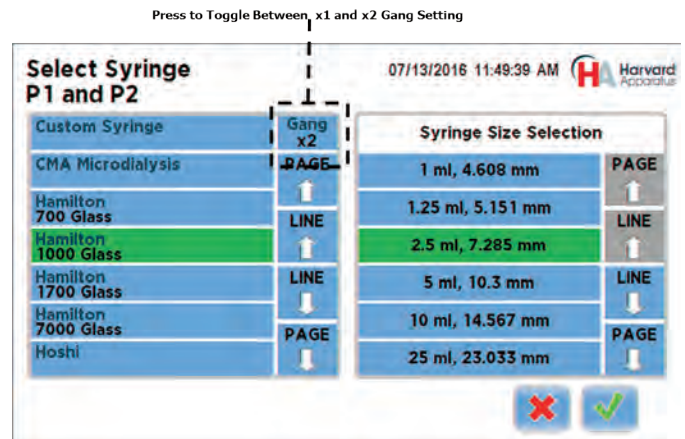 Press to Toggle Between x1 and x2 Gang Setting
Select Syringe
P1 and P2
07/13/2016 11:49:39 AM
HA Harvard
Apparatus
Custom Syringe
Gang
x2
CMA Microdialysis
PAGE
Hamilton
700 Glass
LINE
Hamilton
1000 Glass
Hamilton
1700 Glass
LINE
Hamilton
7000 Glass
PAGE
Hoshi
Syringe Size Selection
1 ml, 4.608 mm
PAGE
1.25 ml, 5.151 mm
LINE
2.5 ml, 7.285 mm
5 ml, 10.3 mm
LINE
10 ml, 14.567 mm
PAGE
25 ml, 23.033 mm